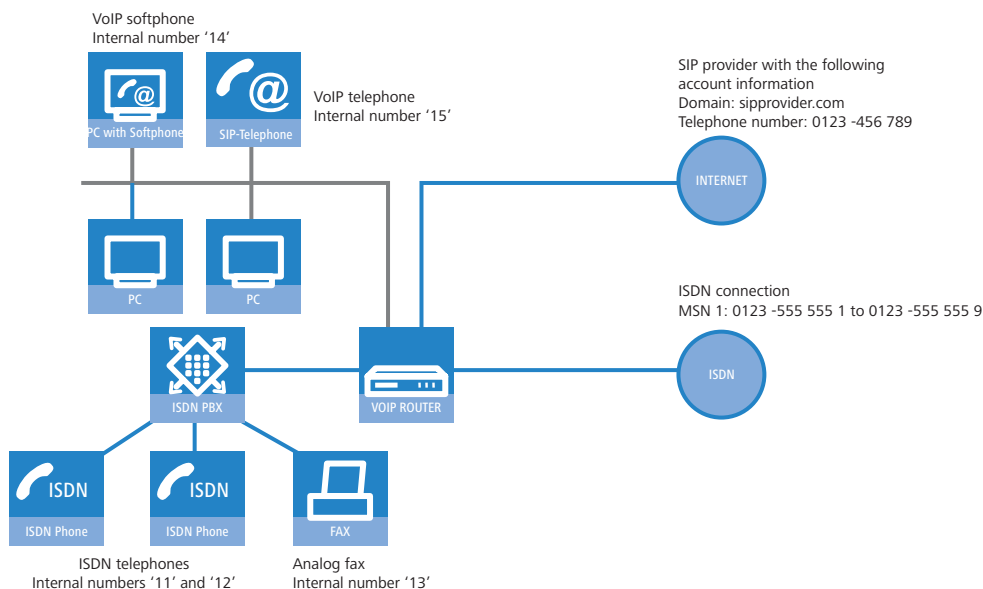 VoIP softphone
Internal number ‘14’
PC with Softphone
SIP-Telephone
VoIP telephone
Internal number ‘15’
SIP provider with the following
account information
Domain: sipprovider.com
Telephone number: 0123 -456 789
INTERNET
PC
PC
ISDN connection
MSN 1: 0123 -555 555 1 to 0123 -555 555 9
ISDN
ISDN PBX
VOIP ROUTER
ISDN
ISDN Phone
ISDN
ISDN Phone
FAX
ISDN telephones
Internal numbers ‘11’ and ‘12’
Analog fax
Internal number ‘13’
@
@